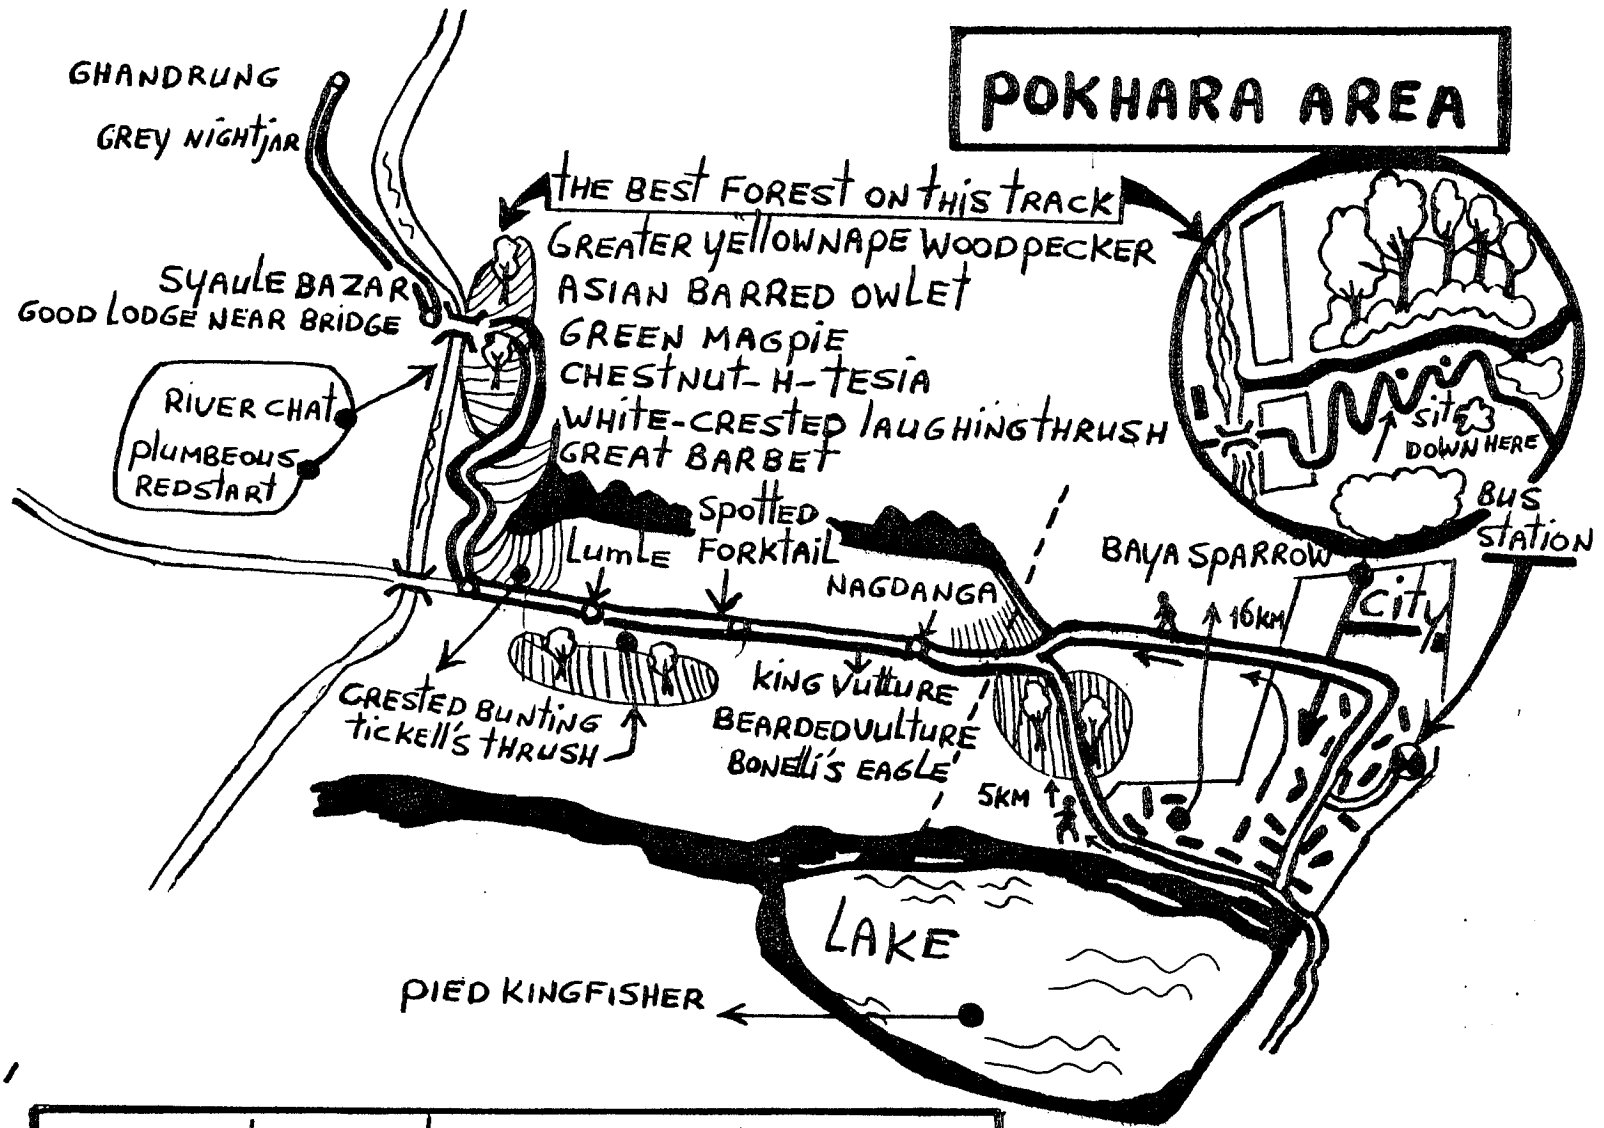 POKHARA AREA
GHANDRUNG
GREY NIGHTJAR
THE BEST FOREST ON THIS TRACK
GREATER YELLOWNAPE WOODPECKER
ASIAN BARRED OWLET
GREEN MAGPIE
CHESTNUT-H-TESIA
WHITE-CRESTED LAUGHINGTHRUSH
GREAT BARBET
SYAULE BAZAR
GOOD LODGE NEAR BRIDGE
RIVER CHAT
PLUMBEOUS
REDSTART
SIT
DOWN HERE
BUS
STATION
SPOTTED
FORKTAIL
LUMLE
NAGDANGA
BAYA SPARROW
CITY
16KM
KING VULTURE
BEARDED VULTURE
BONELLI'S EAGLE
CRESTED BUNTING
TICKELL'S THRUSH
5KM
LAKE
PIED KINGFISHER